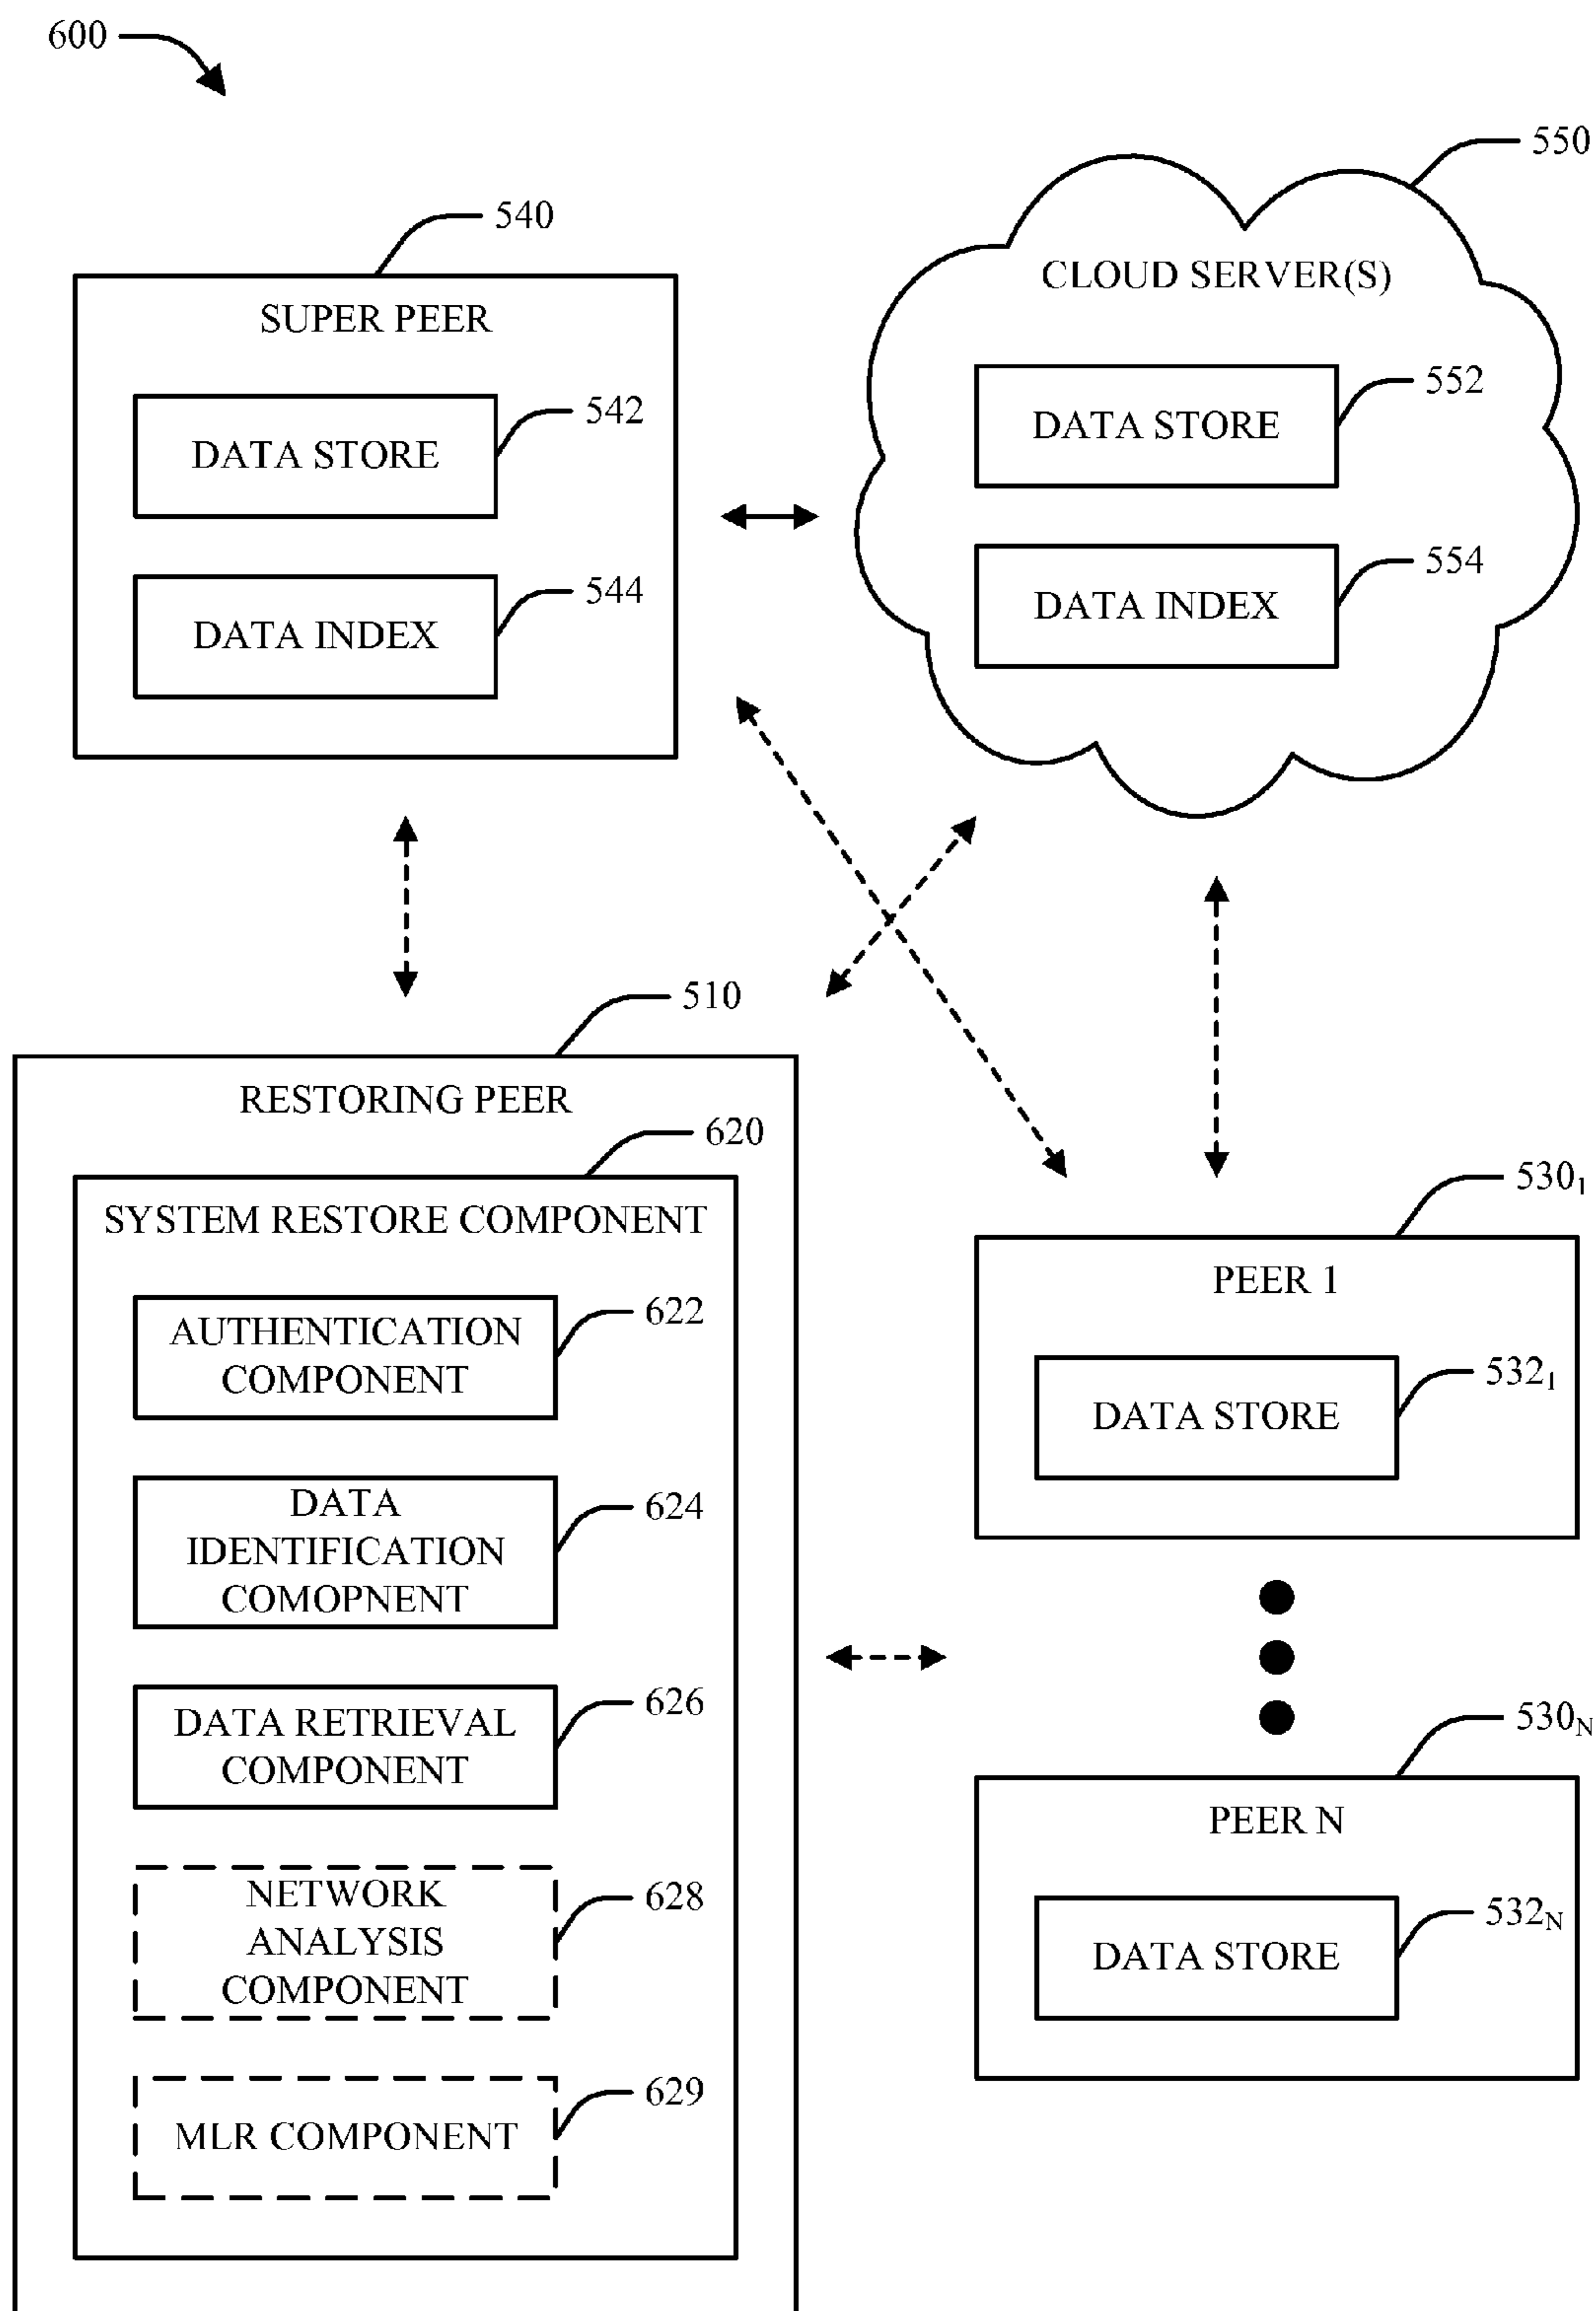 600
550
540
CLOUD SERVER(S)
SUPER PEER
552
542
DATA STORE
DATA STORE
554
544
DATA INDEX
DATA INDEX
510
RESTORING PEER
620
530₁
SYSTEM RESTORE COMPONENT
PEER 1
622
AUTHENTICATION
COMPONENT
532₁
DATA STORE
624
DATA
IDENTIFICATION
COMOPNENT
626
DATA RETRIEVAL
COMPONENT
530N
PEER N
628
NETWORK
ANALYSIS
COMPONENT
532N
DATA STORE
629
MLR COMPONENT